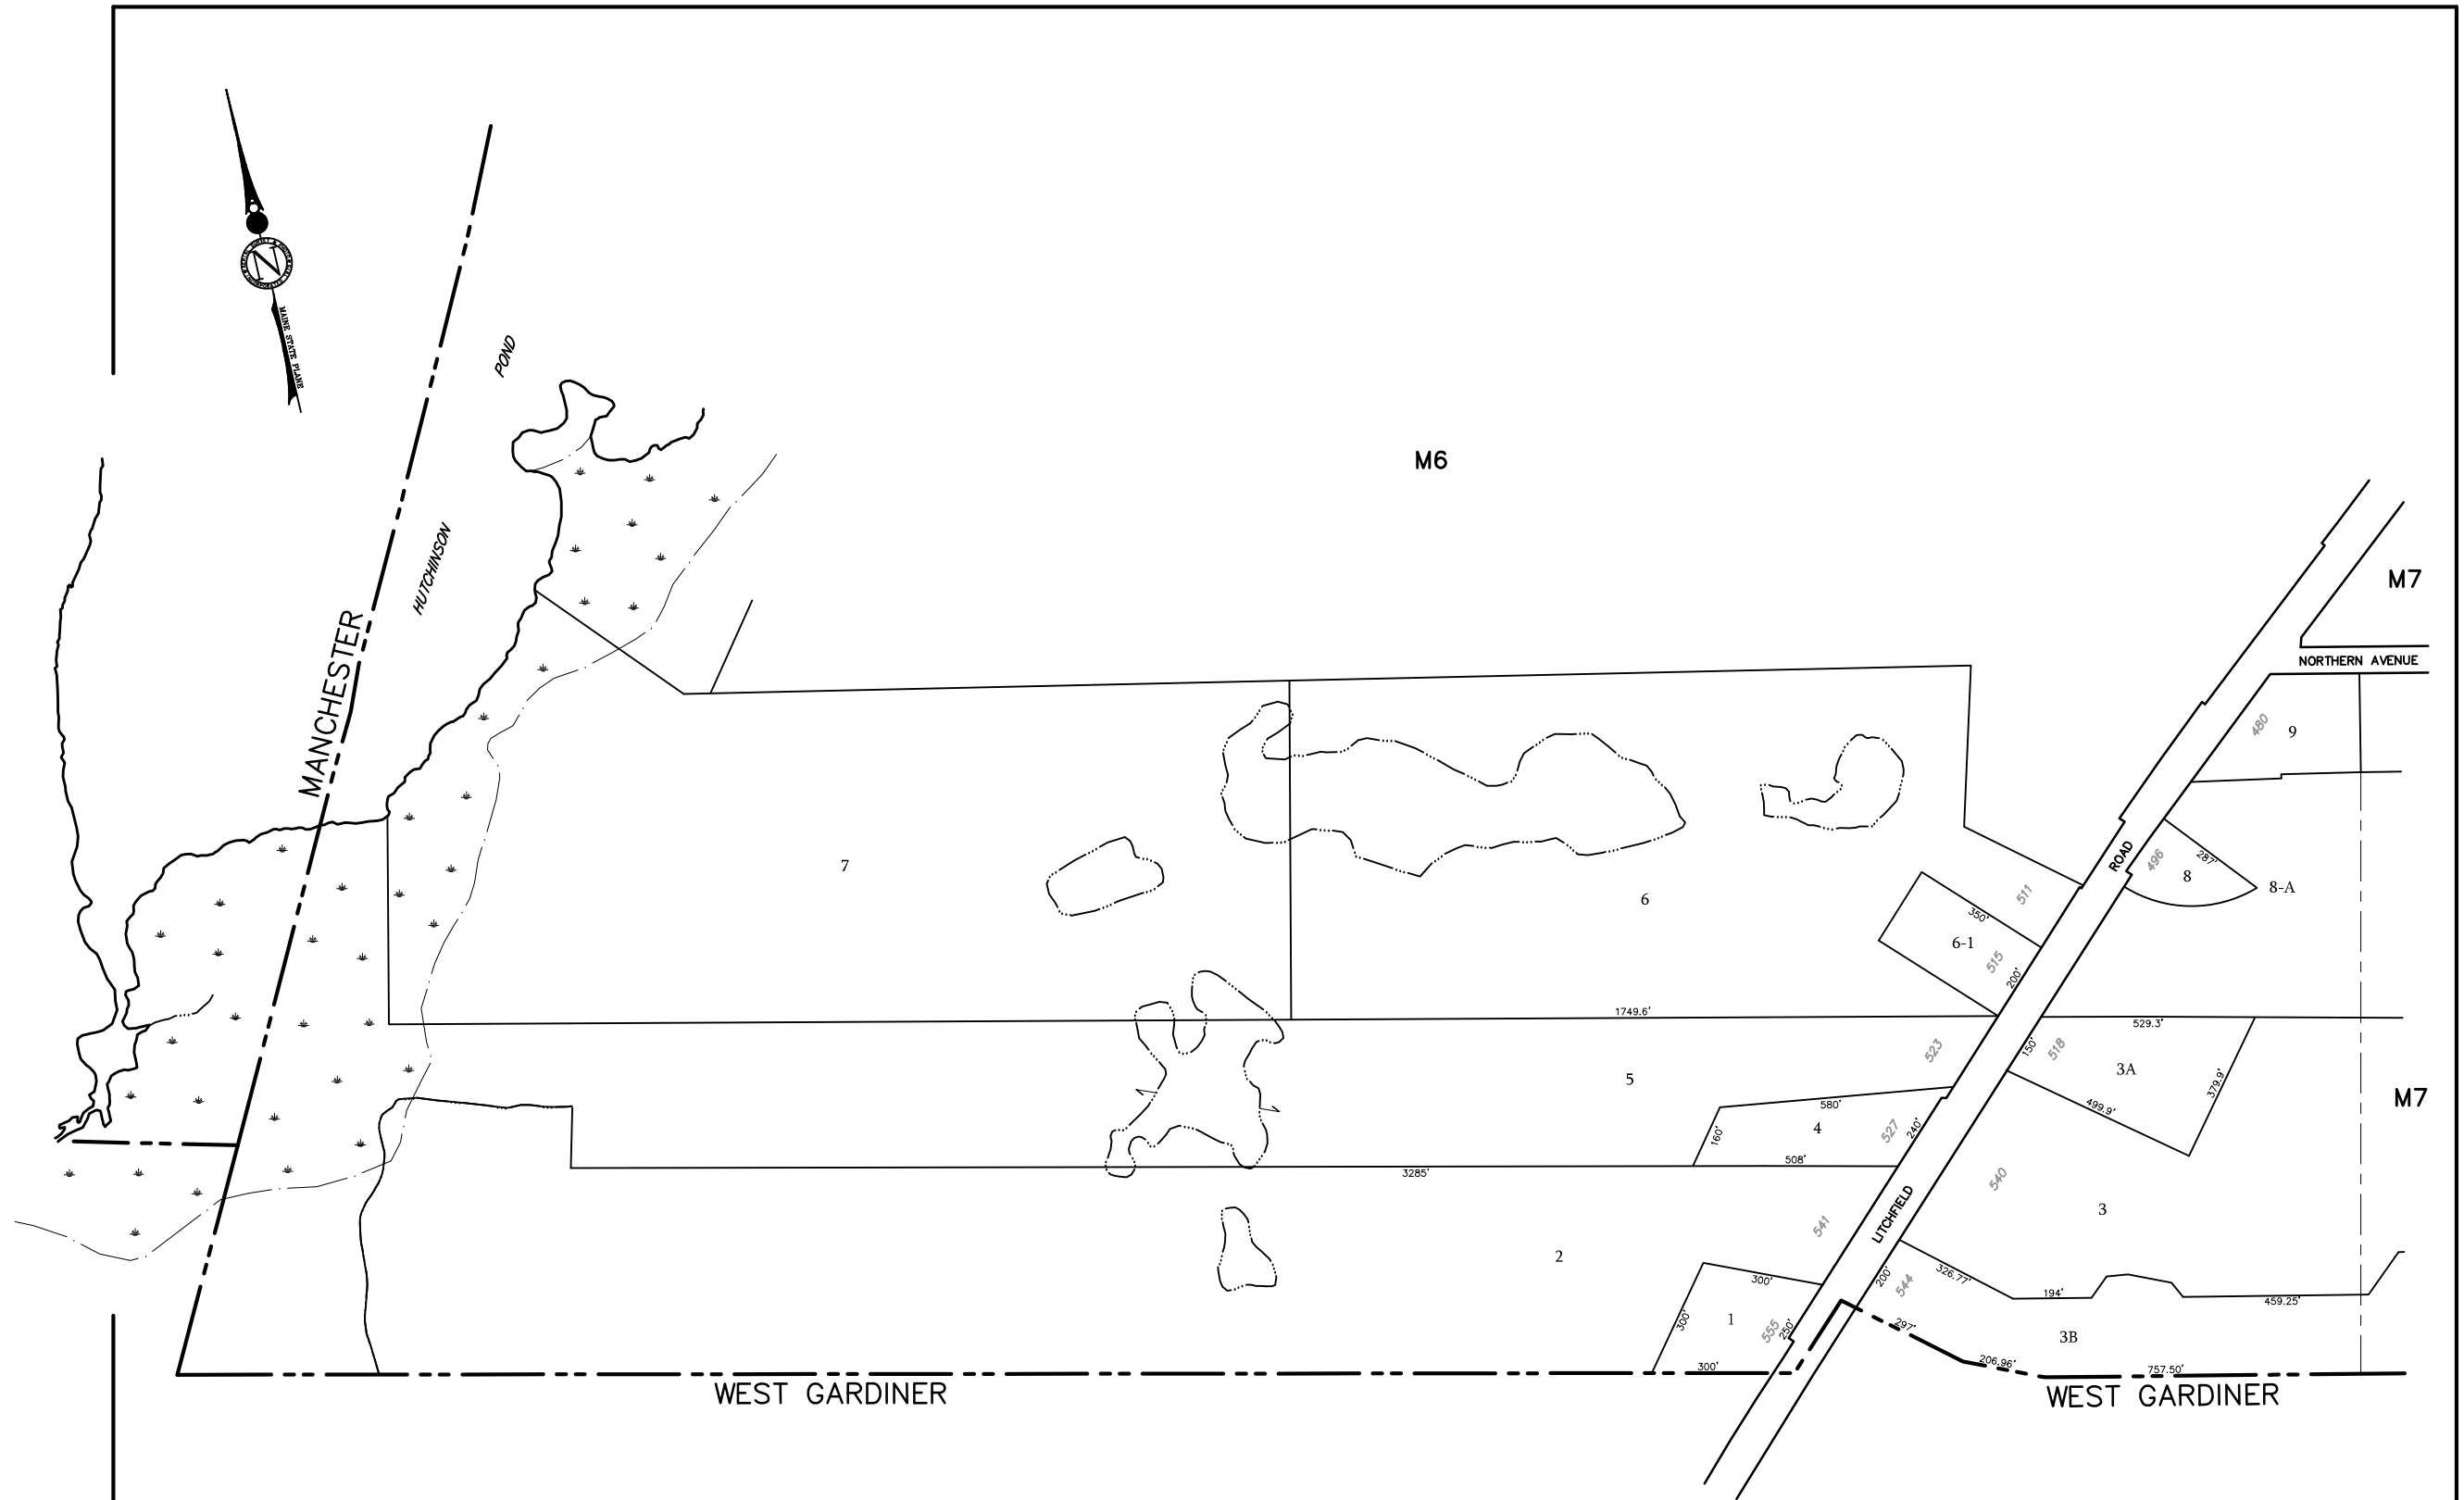 N
MAINE STATE PLANE
POND
HUTCHINSON
MANCHESTER
M6
M7
NORTHERN AVENUE
480
9
ROAD
496
287'
8
8-A
7
6
511
350'
6-1
515
200'
1749.6'
529.3'
523
150'
518
3A
379.9'
499.9'
5
580'
4
527
240'
160'
508'
3285'
M7
540
3
LITCHFIELD
541
2
200'
544
326.77'
194'
459.25'
300'
300'
1
555
250'
300'
297'
3B
206.96'
757.50'
WEST GARDINER
WEST GARDINER